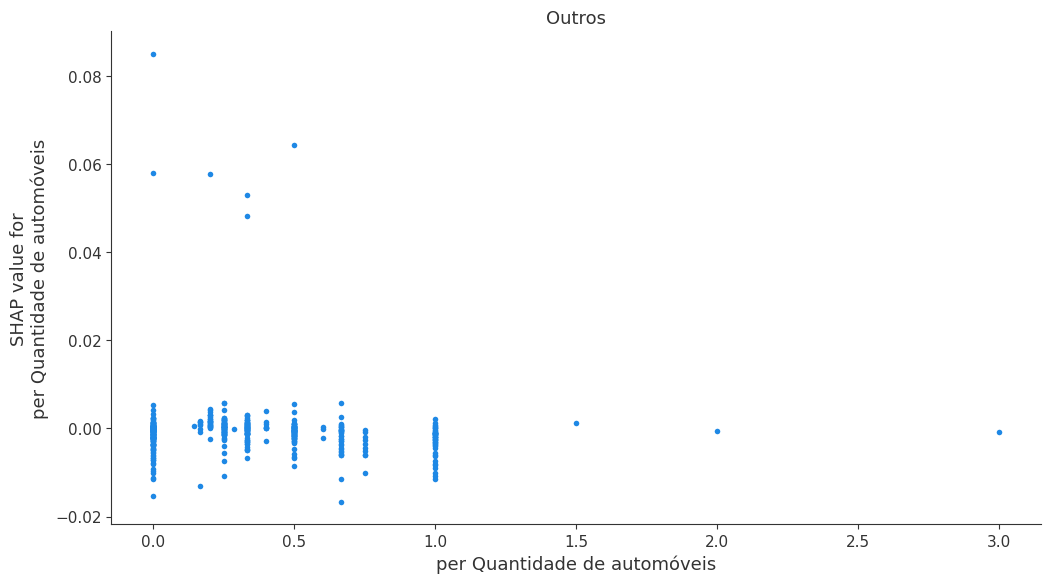 Outros
0.08
0.06
0.04
0.02
0.00
−0.02
SHAP value for
per Quantidade de automóveis
0.0 0.5 1.0 1.5 2.0 2.5 3.0
per Quantidade de automóveis